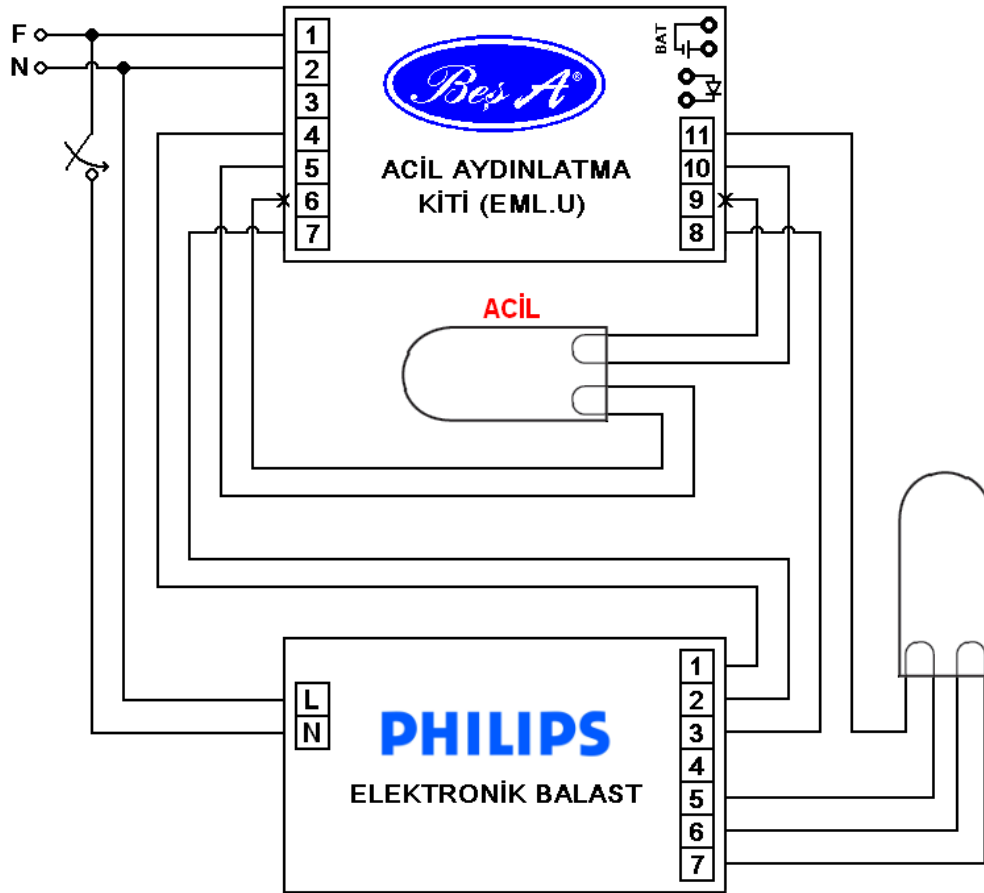 F
N
1
2
3
4
5
6
7
Beş A®
ACİL AYDINLATMA
KİTİ (EML.U)
BAT
11
10
9
8
ACİL
L
N
PHILIPS
ELEKTRONİK BALAST
1
2
3
4
5
6
7